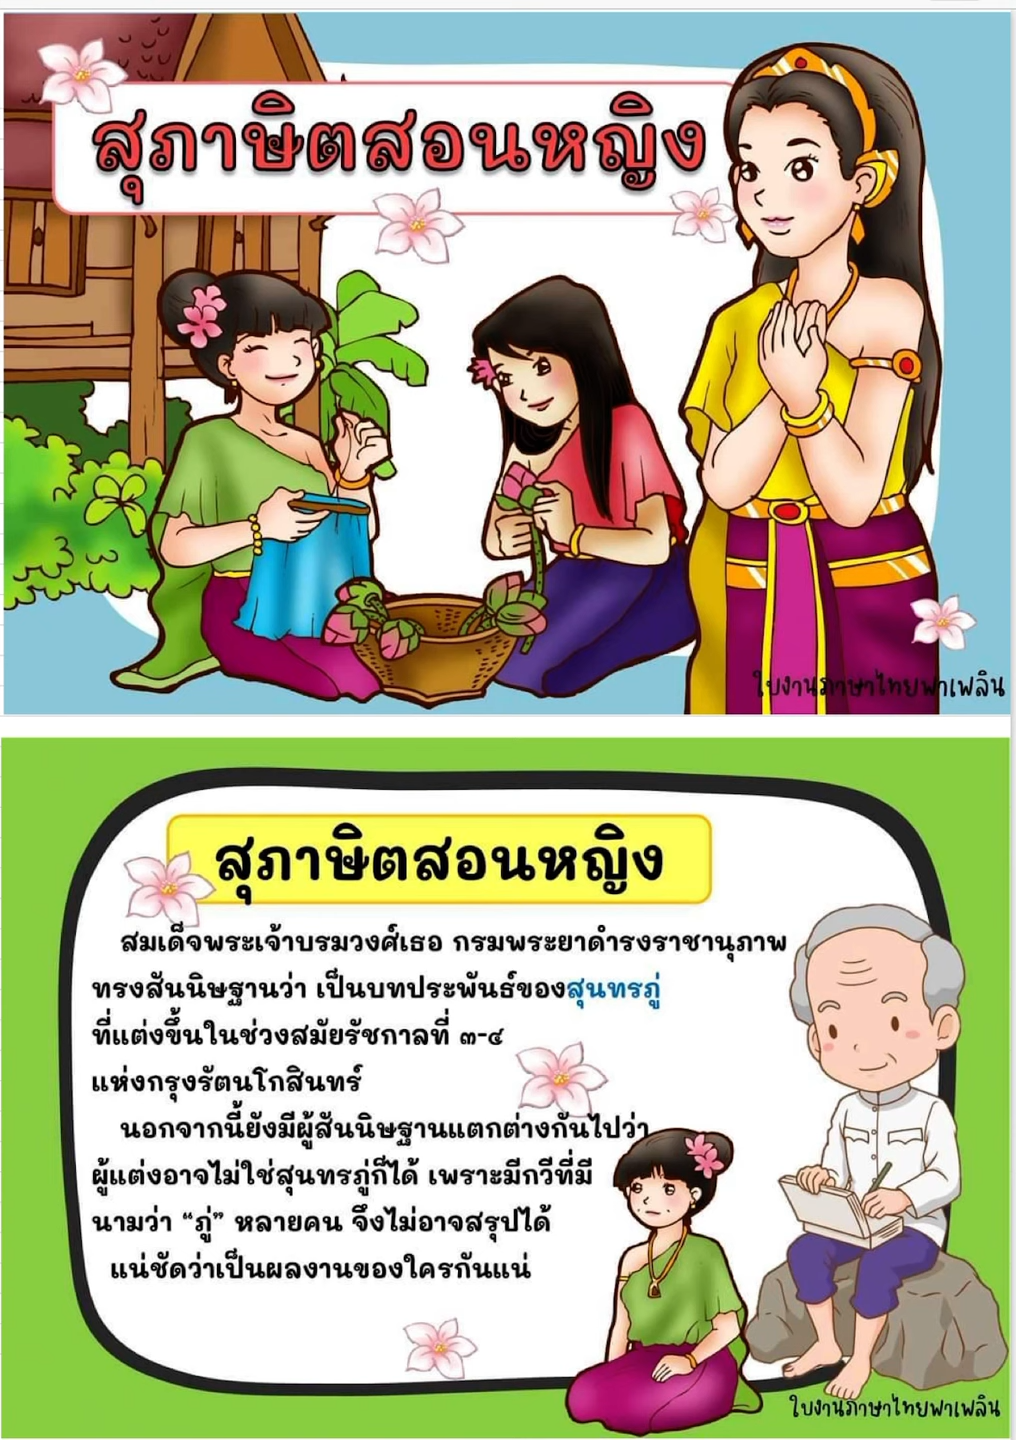 สุภาษิตสอนหญิง
ใบงานภาษาไทยพาเพลิน
สุภาษิตสอนหญิง
สมเด็จพระเจ้าบรมวงศ์เธอ กรมพระยาดำรงราชานุภาพ
ทรงสันนิษฐานว่า เป็นบทประพันธ์ของสุนทรภู่
ที่แต่งขึ้นในช่วงสมัยรัชกาลที่ ๓-๔
แห่งกรุงรัตนโกสินทร์
นอกจากนี้ยังมีผู้สันนิษฐานแตกต่างกันไปว่า
ผู้แต่งอาจไม่ใช่สุนทรภู่ก็ได้ เพราะมีกวีที่มี
นามว่า “ภู่” หลายคน จึงไม่อาจสรุปได้
แน่ชัดว่าเป็นผลงานของใครกันแน่
ใบงานภาษาไทยพาเพลิน